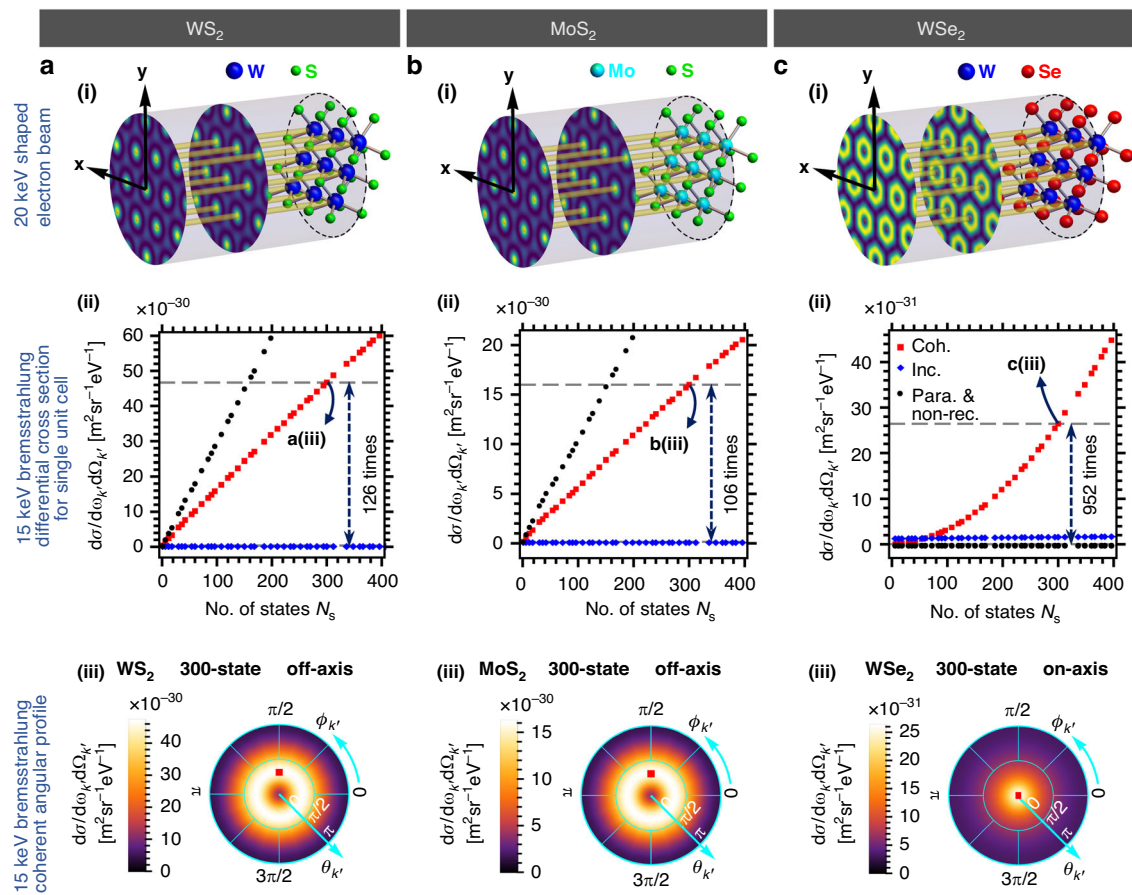 WS₂
MoS₂
WSe₂
20 keV shaped
electron beam
a
W
S
(i)
y
x
b
Mo
S
(i)
y
x
c
W
Se
(i)
y
x
15 keV bremsstrahlung
differential cross section
for single unit cell
(ii)
×10⁻³⁰
dσ/dωₖ′dΩₖ′ [m²sr⁻¹eV⁻¹]
60
50
40
30
20
10
0
a(iii)
126 times
0
100
200
300
400
No. of states Nₛ
(ii)
×10⁻³⁰
dσ/dωₖ′dΩₖ′ [m²sr⁻¹eV⁻¹]
20
15
10
5
0
b(iii)
106 times
0
100
200
300
400
No. of states Nₛ
(ii)
×10⁻³¹
dσ/dωₖ′dΩₖ′ [m²sr⁻¹eV⁻¹]
50
40
30
20
10
0
Coh.
Inc.
Para. &
non-rec.
c(iii)
952 times
0
100
200
300
400
No. of states Nₛ
15 keV bremsstrahlung
coherent angular profile
(iii) WS₂ 300-state off-axis
×10⁻³⁰
dσ/dωₖ′dΩₖ′
[m²sr⁻¹eV⁻¹]
40
30
20
10
0
π/2
ϕₖ′
π
0
0
π/2
π
3π/2
θₖ′
(iii) MoS₂ 300-state off-axis
×10⁻³⁰
dσ/dωₖ′dΩₖ′
[m²sr⁻¹eV⁻¹]
15
10
5
0
π/2
ϕₖ′
π
0
0
π/2
π
3π/2
θₖ′
(iii) WSe₂ 300-state on-axis
×10⁻³¹
dσ/dωₖ′dΩₖ′
[m²sr⁻¹eV⁻¹]
25
20
15
10
5
0
π/2
ϕₖ′
π
0
0
π/2
π
3π/2
θₖ′